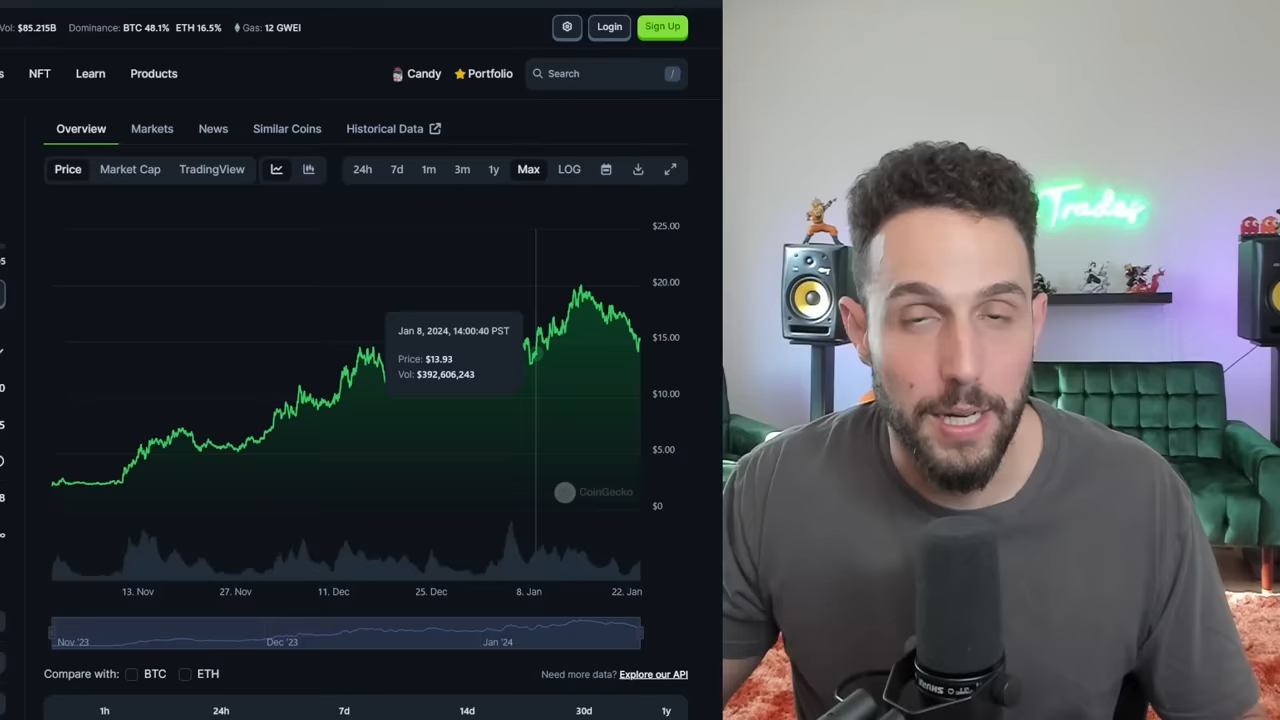 Vol: $85.215B Dominance: BTC 48.1% ETH 16.5% Gas: 12 GWEI Login Sign Up
NFT Learn Products Candy Portfolio Search /
Overview Markets News Similar Coins Historical Data
Price Market Cap TradingView 24h 7d 1m 3m 1y Max LOG
$25.00
$20.00
$15.00
$10.00
$5.00
$0
Jan 8, 2024, 14:00:40 PST
Price: $13.93
Vol: $392,606,243
CoinGecko
13. Nov 27. Nov 11. Dec 25. Dec 8. Jan 22. Jan
Nov '23 Dec '23 Jan '24
Compare with: BTC ETH Need more data? Explore our API
1h 24h 7d 14d 30d 1y
Trades
SHURE